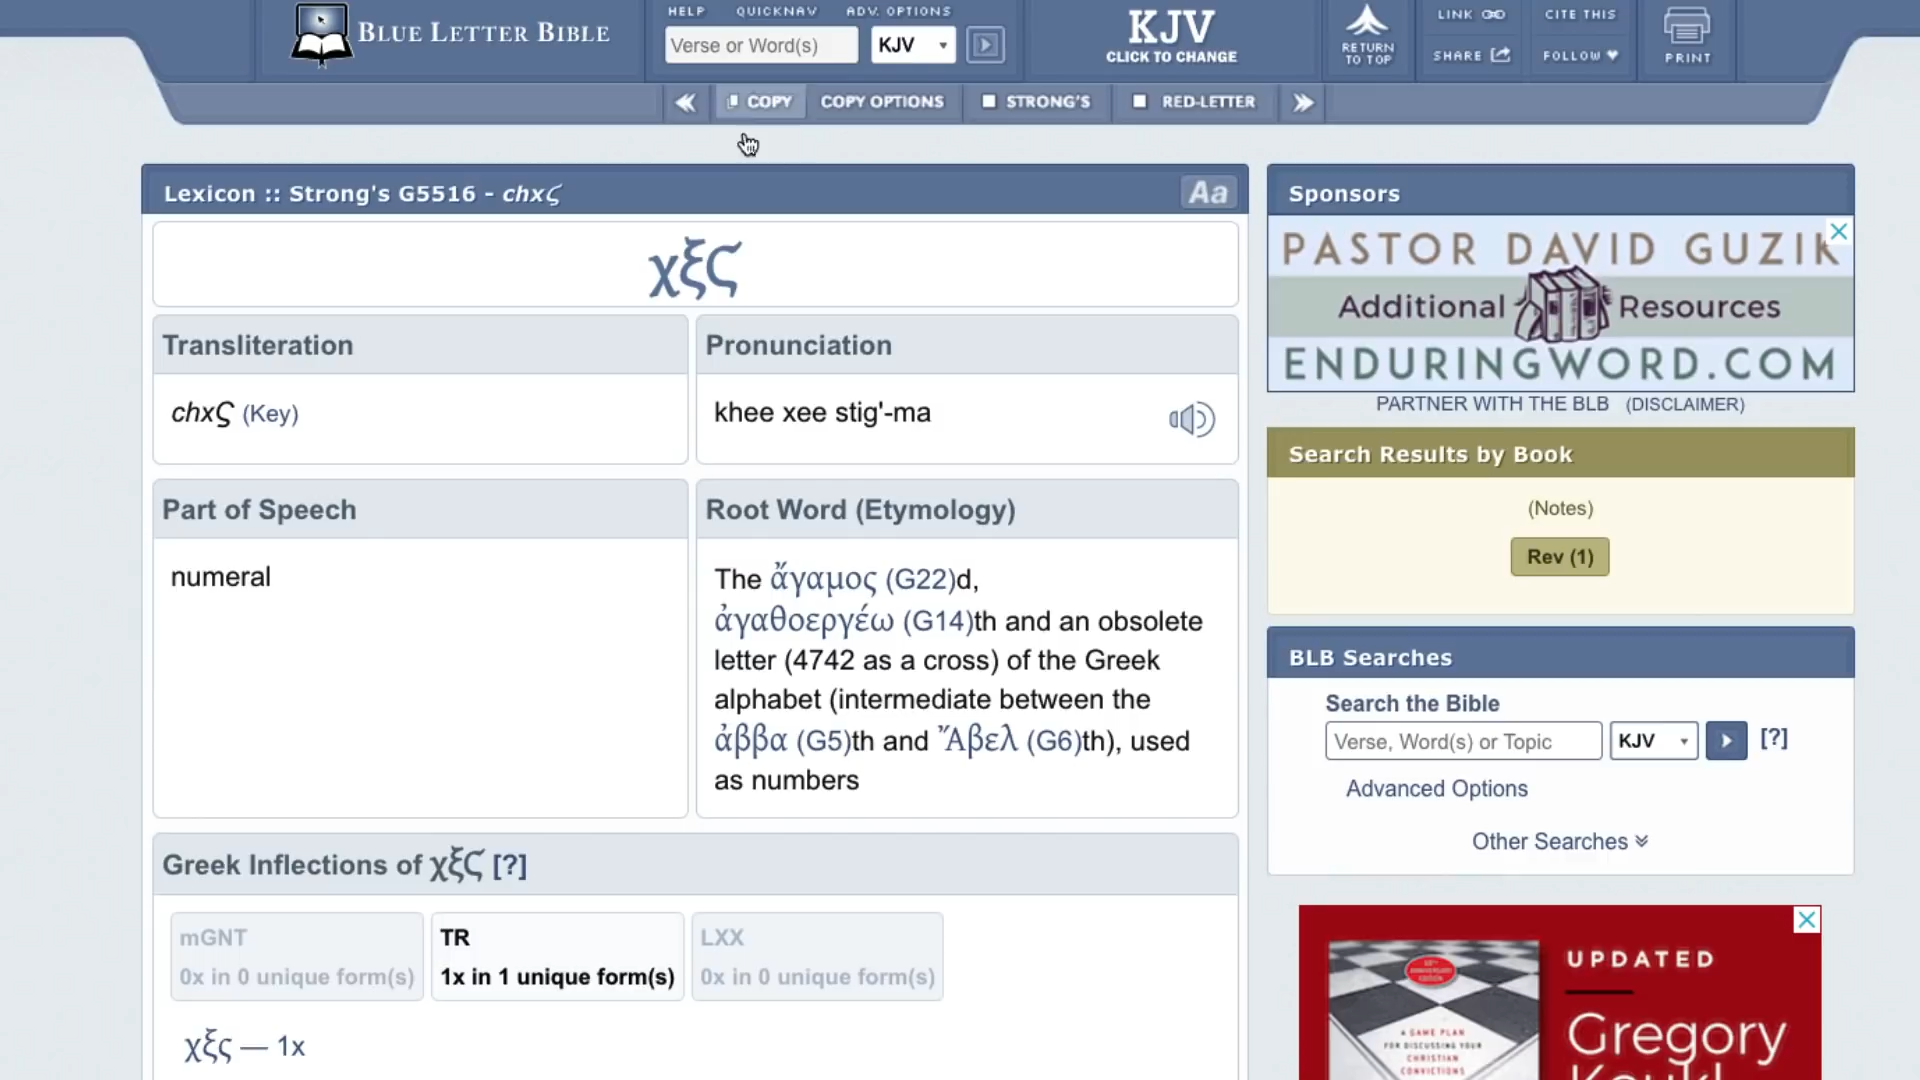 BLUE LETTER BIBLE
HELP
QUICKNAV
ADV. OPTIONS
Verse or Word(s)
KJV
KJV
CLICK TO CHANGE
RETURN
TO TOP
LINK
SHARE
CITE THIS
FOLLOW
PRINT
COPY
COPY OPTIONS
STRONG'S
RED-LETTER
Lexicon :: Strong's G5516 - chxϛ
Aa
χξϛ
Transliteration
chxϛ (Key)
Pronunciation
khee xee stig'-ma
Part of Speech
numeral
Root Word (Etymology)
The ἄγαμος (G22)d,
ἀγαθοεργέω (G14)th and an obsolete
letter (4742 as a cross) of the Greek
alphabet (intermediate between the
ἀββα (G5)th and Ἄβελ (G6)th), used
as numbers
Greek Inflections of χξϛ [?]
mGNT
0x in 0 unique form(s)
TR
1x in 1 unique form(s)
LXX
0x in 0 unique form(s)
χξς — 1x
Sponsors
PASTOR DAVID GUZIK
Additional Resources
ENDURINGWORD.COM
PARTNER WITH THE BLB (DISCLAIMER)
Search Results by Book
(Notes)
Rev (1)
BLB Searches
Search the Bible
Verse, Word(s) or Topic
KJV
[?]
Advanced Options
Other Searches
UPDATED
Gregory
A GAME PLAN
FOR DISCUSSING YOUR
CHRISTIAN
CONVICTIONS